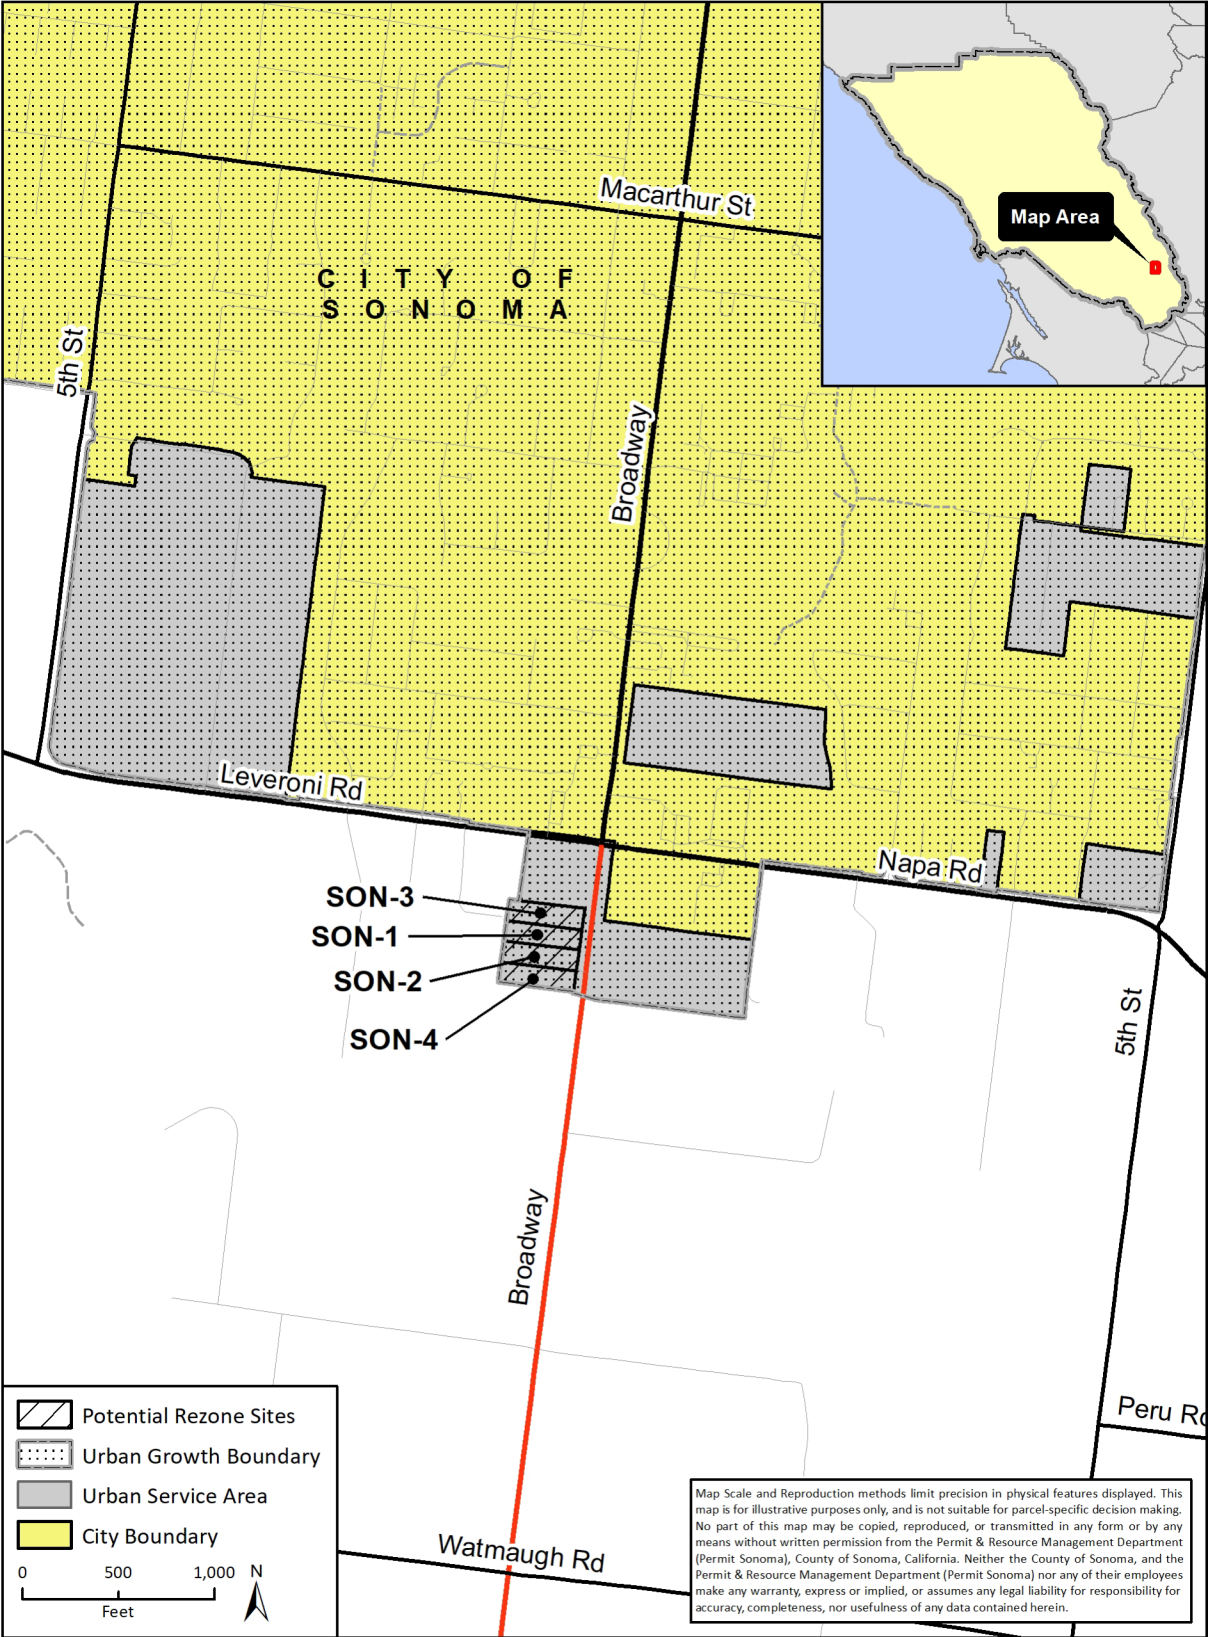 Macarthur St
Map Area
CITY OF
SONOMA
5th St
Broadway
Leveroni Rd
Napa Rd
SON-3
SON-1
SON-2
SON-4
5th St
Broadway
Peru Rd
Watmaugh Rd
Potential Rezone Sites
Urban Growth Boundary
Urban Service Area
City Boundary
0 500 1,000
Feet
N
Map Scale and Reproduction methods limit precision in physical features displayed. This
map is for illustrative purposes only, and is not suitable for parcel-specific decision making.
No part of this map may be copied, reproduced, or transmitted in any form or by any
means without written permission from the Permit & Resource Management Department
(Permit Sonoma), County of Sonoma, California. Neither the County of Sonoma, and the
Permit & Resource Management Department (Permit Sonoma) nor any of their employees
make any warranty, express or implied, or assumes any legal liability for responsibility for
accuracy, completeness, nor usefulness of any data contained herein.